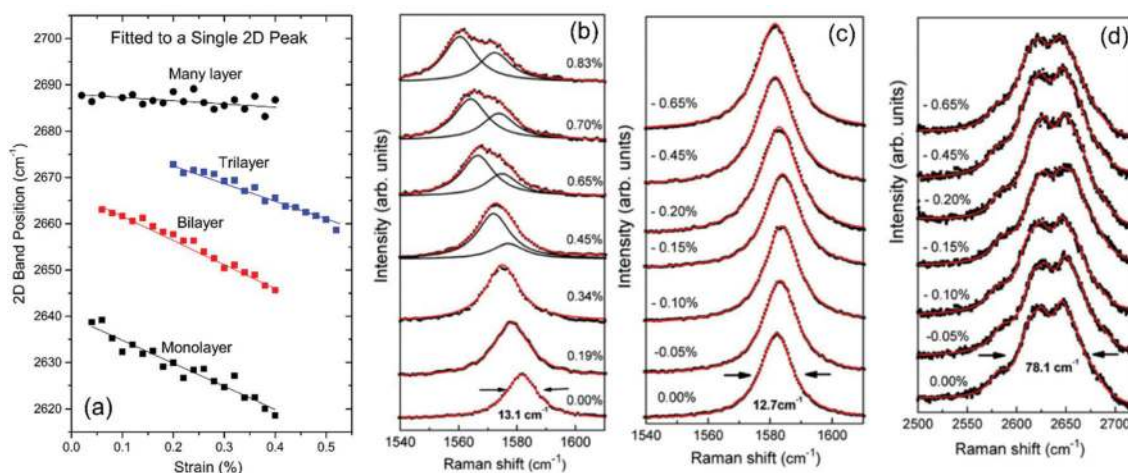 Fitted to a Single 2D Peak
Many layer
Trilayer
Bilayer
Monolayer
(a)
2D Band Position (cm⁻¹)
2700
2690
2680
2670
2660
2650
2640
2630
2620
0.0 0.1 0.2 0.3 0.4 0.5
Strain (%)
(b)
Intensity (arb. units)
0.83%
0.70%
0.65%
0.45%
0.34%
0.19%
0.00%
13.1 cm⁻¹
1540 1560 1580 1600
Raman shift (cm⁻¹)
(c)
Intensity (arb. units)
- 0.65%
- 0.45%
- 0.20%
- 0.15%
- 0.10%
-0.05%
0.00%
12.7cm⁻¹
1540 1560 1580 1600
Raman shift (cm⁻¹)
(d)
Intensity (arb. units)
- 0.65%
- 0.45%
- 0.20%
- 0.15%
- 0.10%
-0.05%
0.00%
78.1 cm⁻¹
2500 2550 2600 2650 2700
Raman shift (cm⁻¹)